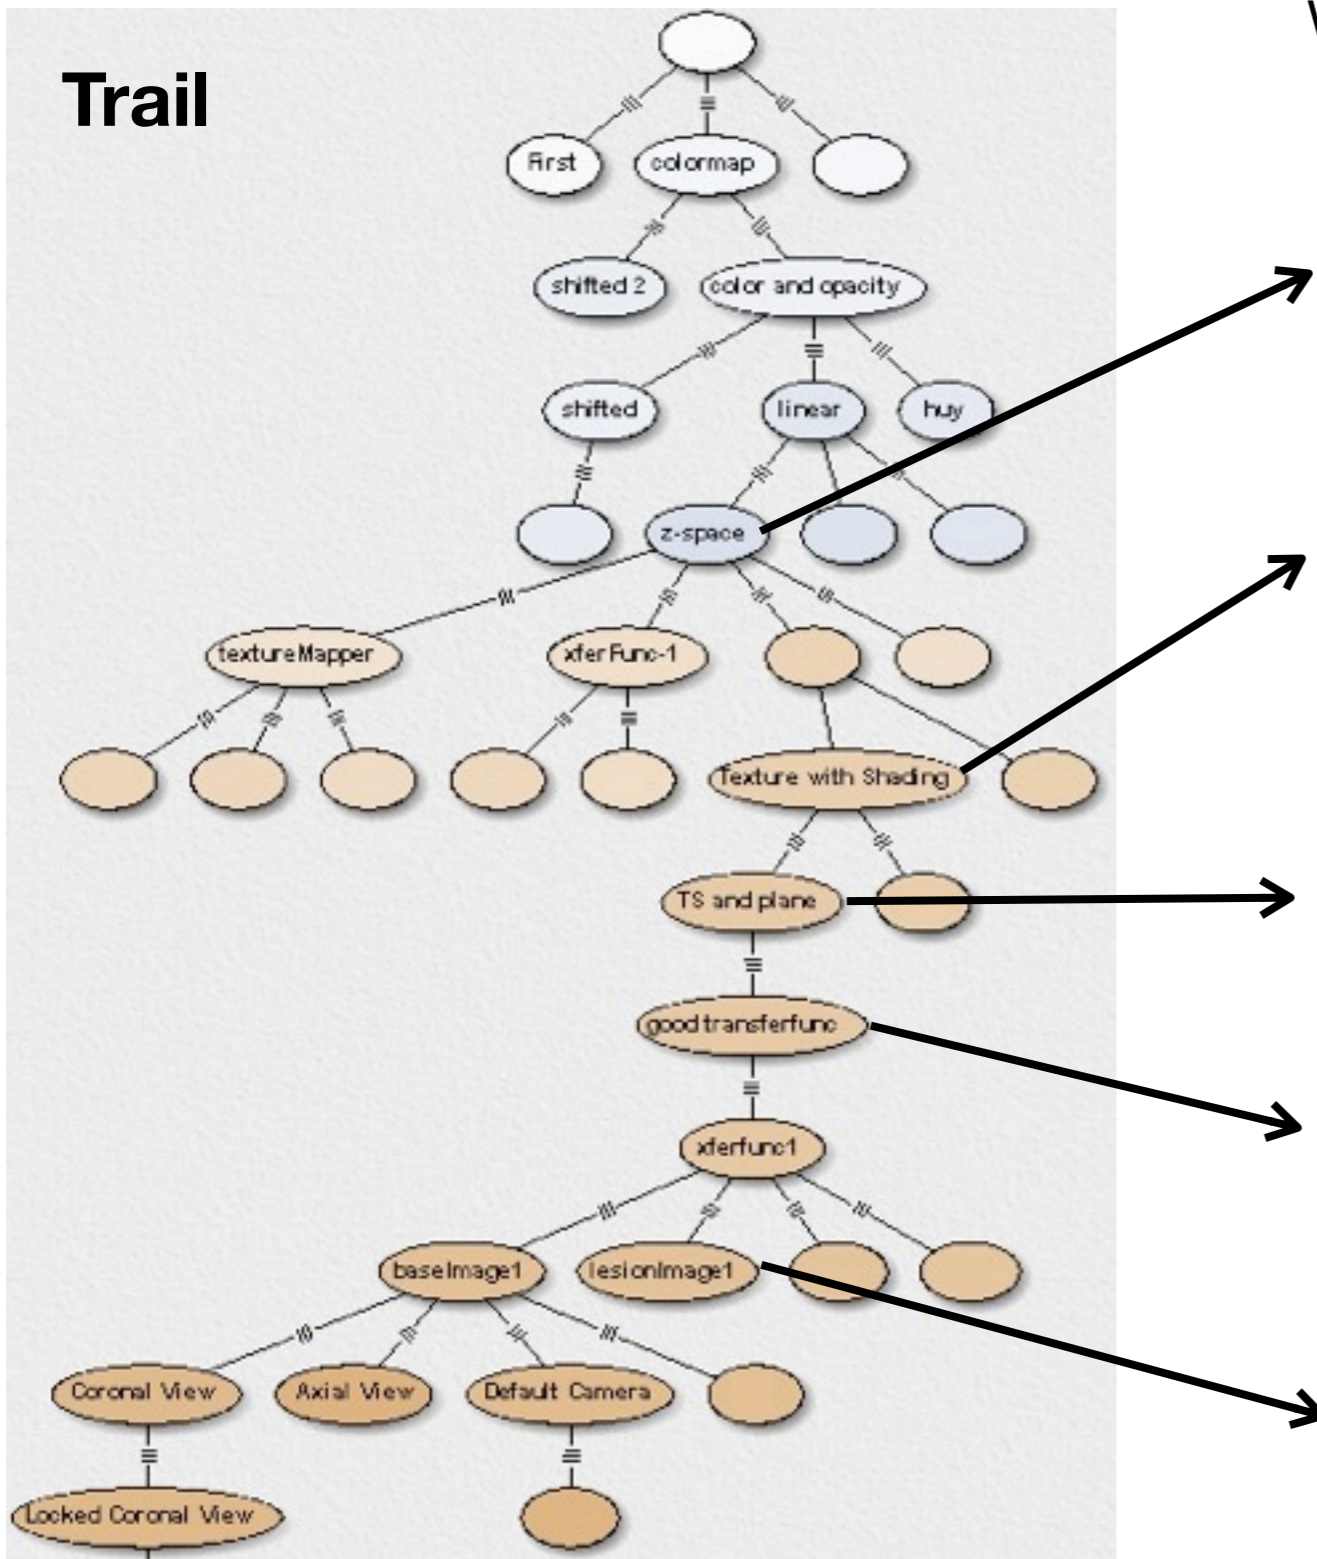 Trail
First
colormap
shifted 2
color and opacity
shifted
linear
huy
z-space
textureMapper
xferFunc-1
Texture with Shading
TS and plane
good transferfunc
xferfunc1
baseImage1
lesionImage1
Coronal View
Axial View
Default Camera
Locked Coronal View